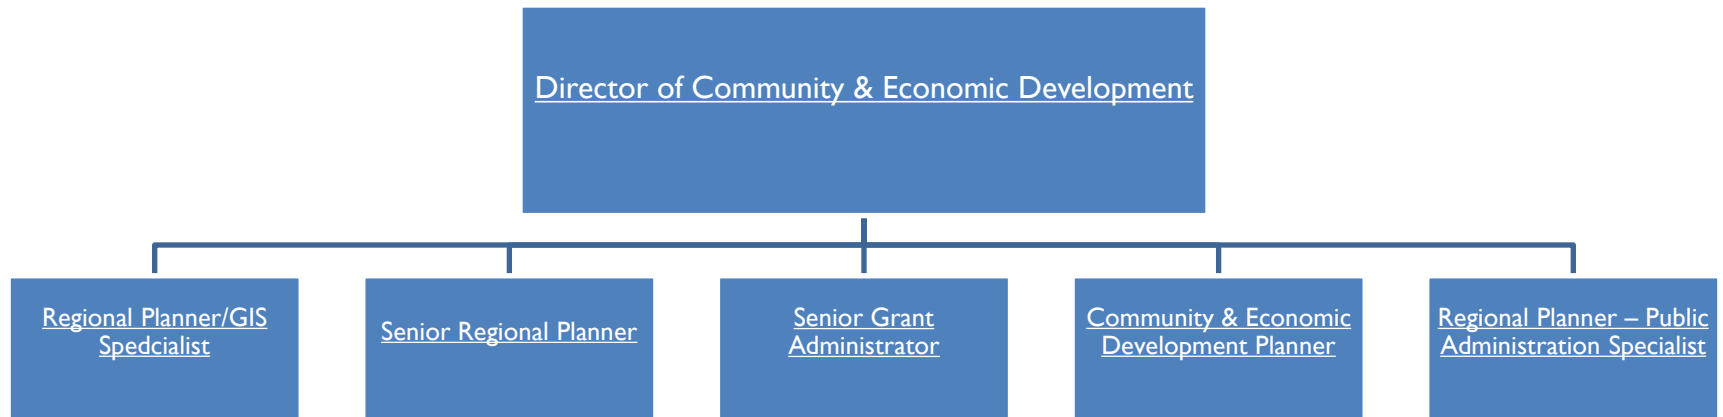 Director of Community & Economic Development
Regional Planner/GIS
Spedcialist
Senior Regional Planner
Senior Grant
Administrator
Community & Economic
Development Planner
Regional Planner – Public
Administration Specialist